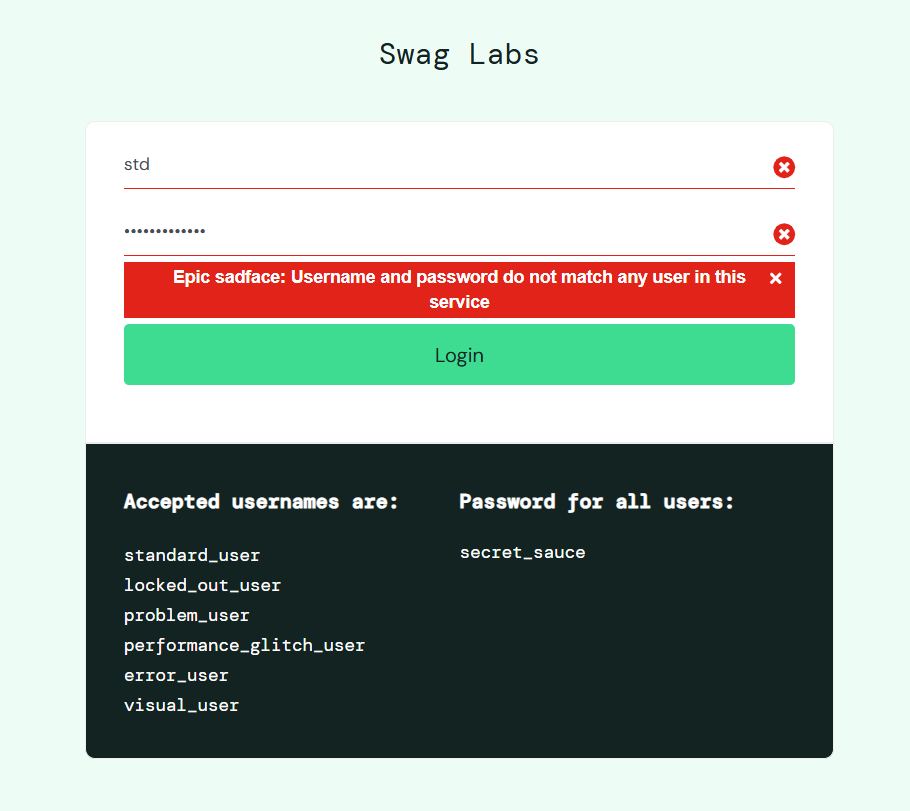 Swag Labs
std
•••••••••••••
Epic sadface: Username and password do not match any user in this
service
Login
Accepted usernames are:
standard_user
locked_out_user
problem_user
performance_glitch_user
error_user
visual_user
Password for all users:
secret_sauce